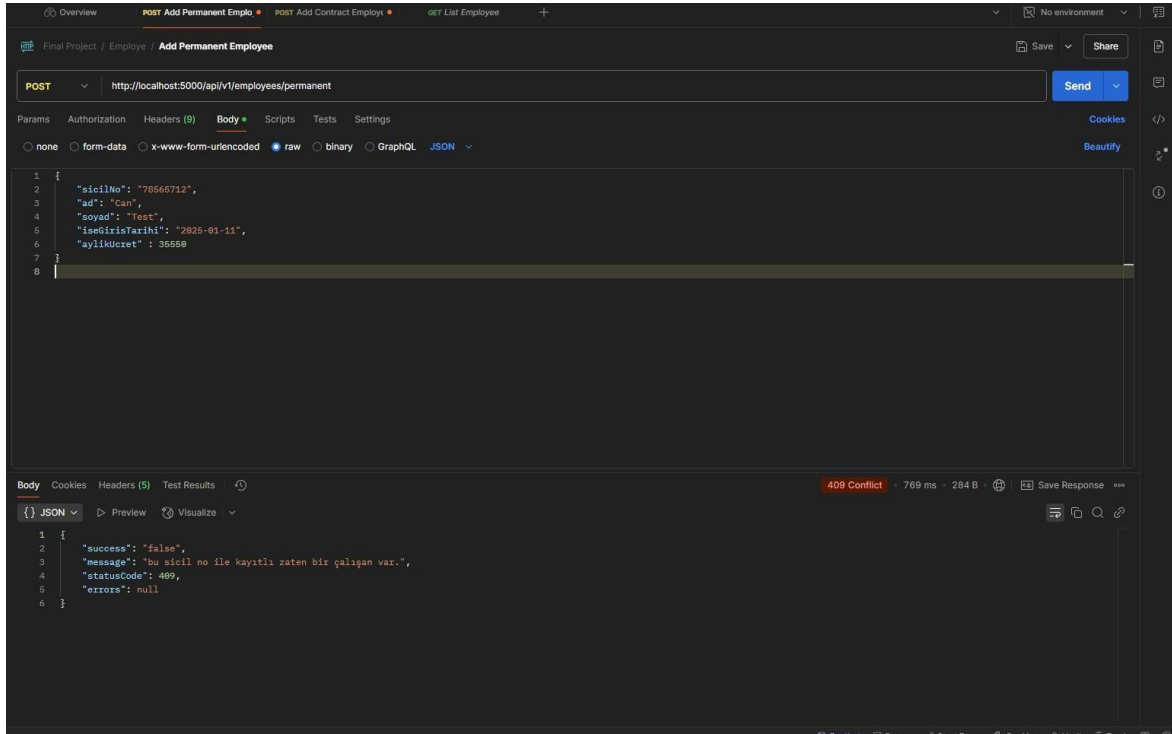 Overview POST Add Permanent Emplo POST Add Contract Employe GET List Employee + No environment
HTTP Final Project / Employe / Add Permanent Employee Save Share
POST http://localhost:5000/api/v1/employees/permanent Send
Params Authorization Headers (9) Body Scripts Tests Settings Cookies
none form-data x-www-form-urlencoded raw binary GraphQL JSON Beautify
1 {
2 "sicilNo": "78565712",
3 "ad": "Can",
4 "soyad": "Test",
5 "iseGirisTarihi": "2025-01-11",
6 "aylikUcret" : 35550
7 }
8
Body Cookies Headers (5) Test Results 409 Conflict 769 ms 284 B Save Response
{} JSON Preview Visualize
1 {
2 "success": "false",
3 "message": "bu sicil no ile kayıtlı zaten bir çalışan var.",
4 "statusCode": 409,
5 "errors": null
6 }